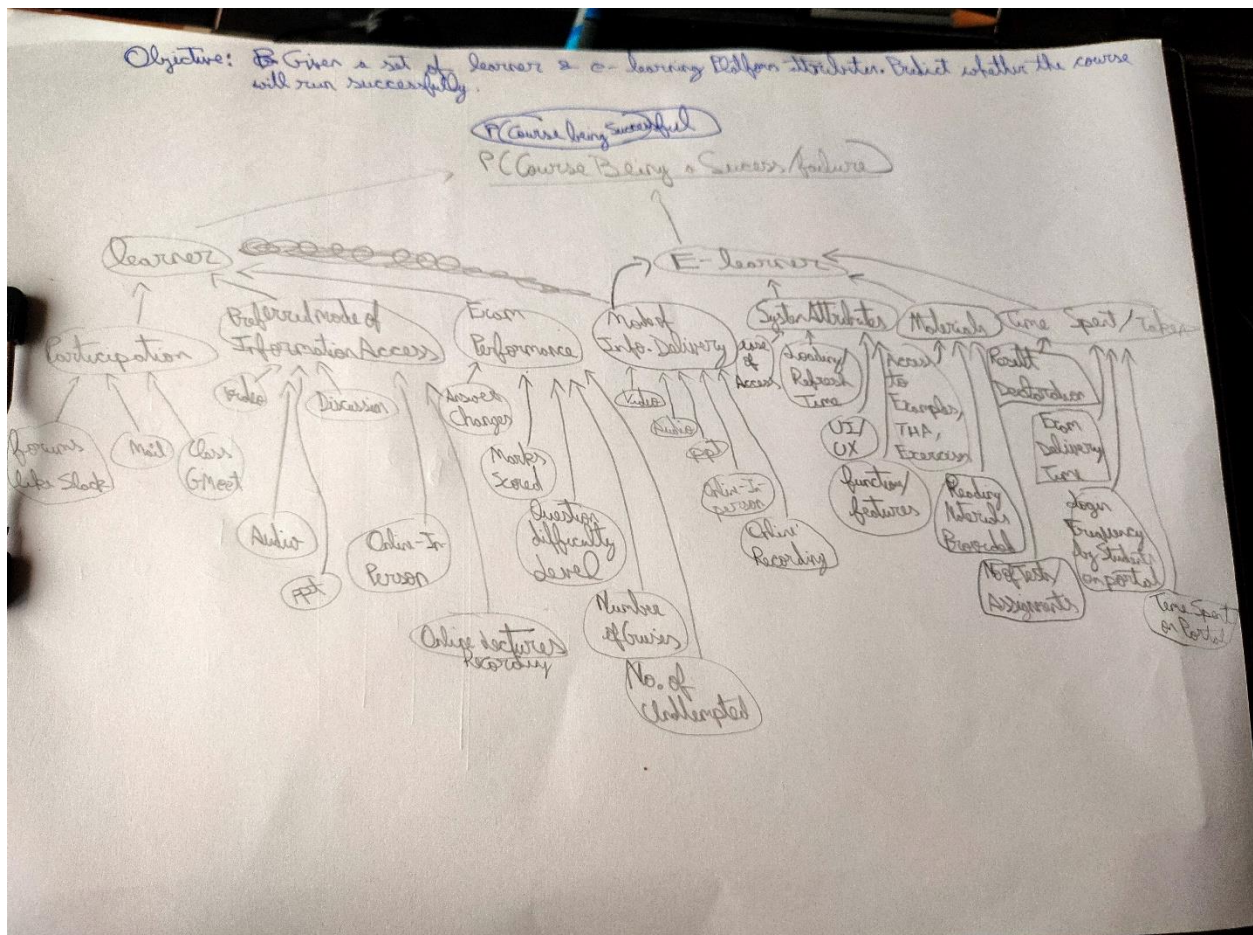 Objective: Given a set of learner & e-learning Platform attributes. Predict whether the course
will run successfully.
P(Course being Successful)
P(Course Being a Success/failure)
learner
E-learner
Participation
Preferred mode of
Information Access
Exam
Performance
Mode of
Info. Delivery
System Attributes
Materials
Time Spent/Taken
forums
like Slack
Mail
Class
GMeet
Video
Discussion
Audio
ppt
Online-In
Person
Online Lectures
Recording
Answer
Changes
Marks
Scored
Question
difficulty
Level
Number
of
No. of
Video
Audio
ppt
Online-In
person
Online
Recording
ease
of
Access
Loading/
Refresh
Time
UI/
UX
function/
features
Access
to
Examples,
THA,
Exercises
Reading
Materials
Provided
No of Tests/
Assignments
Result
Declaration
Exam
Delivery
Time
Login
Frequency
by Students
on portal
Time Spent
on Portal